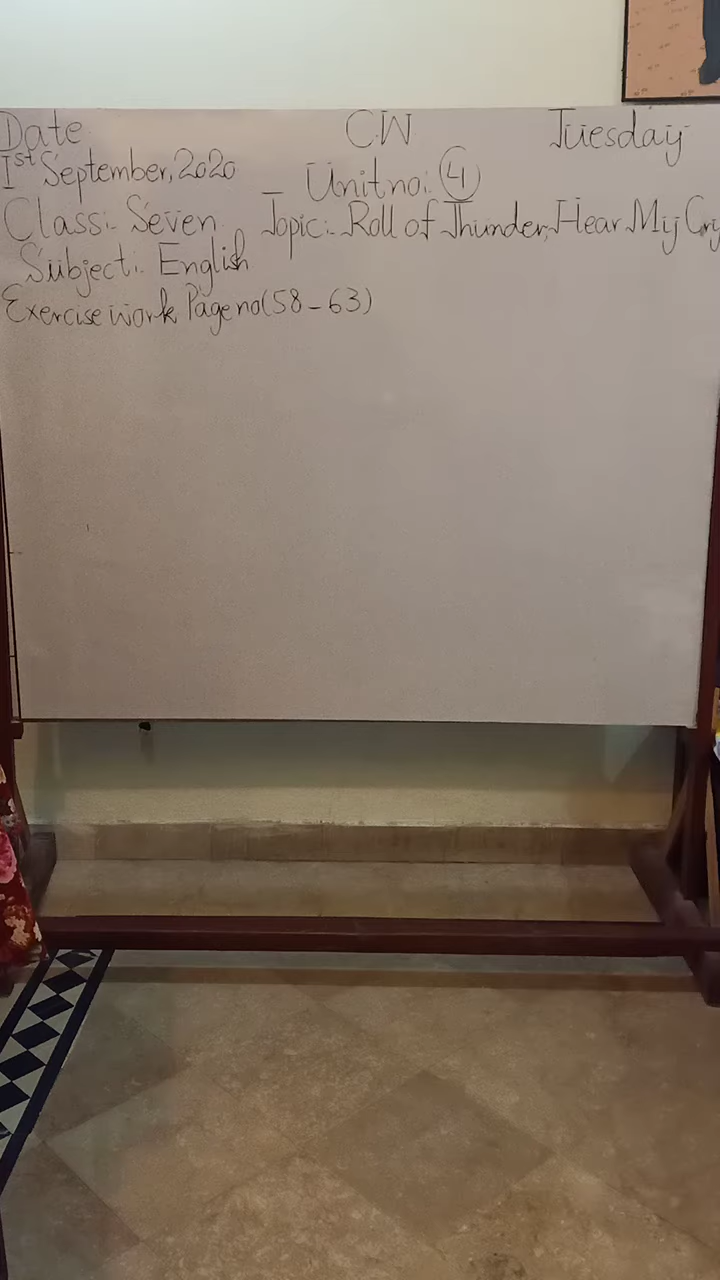 Date CW Tuesday
1st September, 2020 Unit no:- 4
Class:- Seven Topic:- Roll of Thunder, Hear My Cry
Subject:- English
Exercise work Page no (58-63)